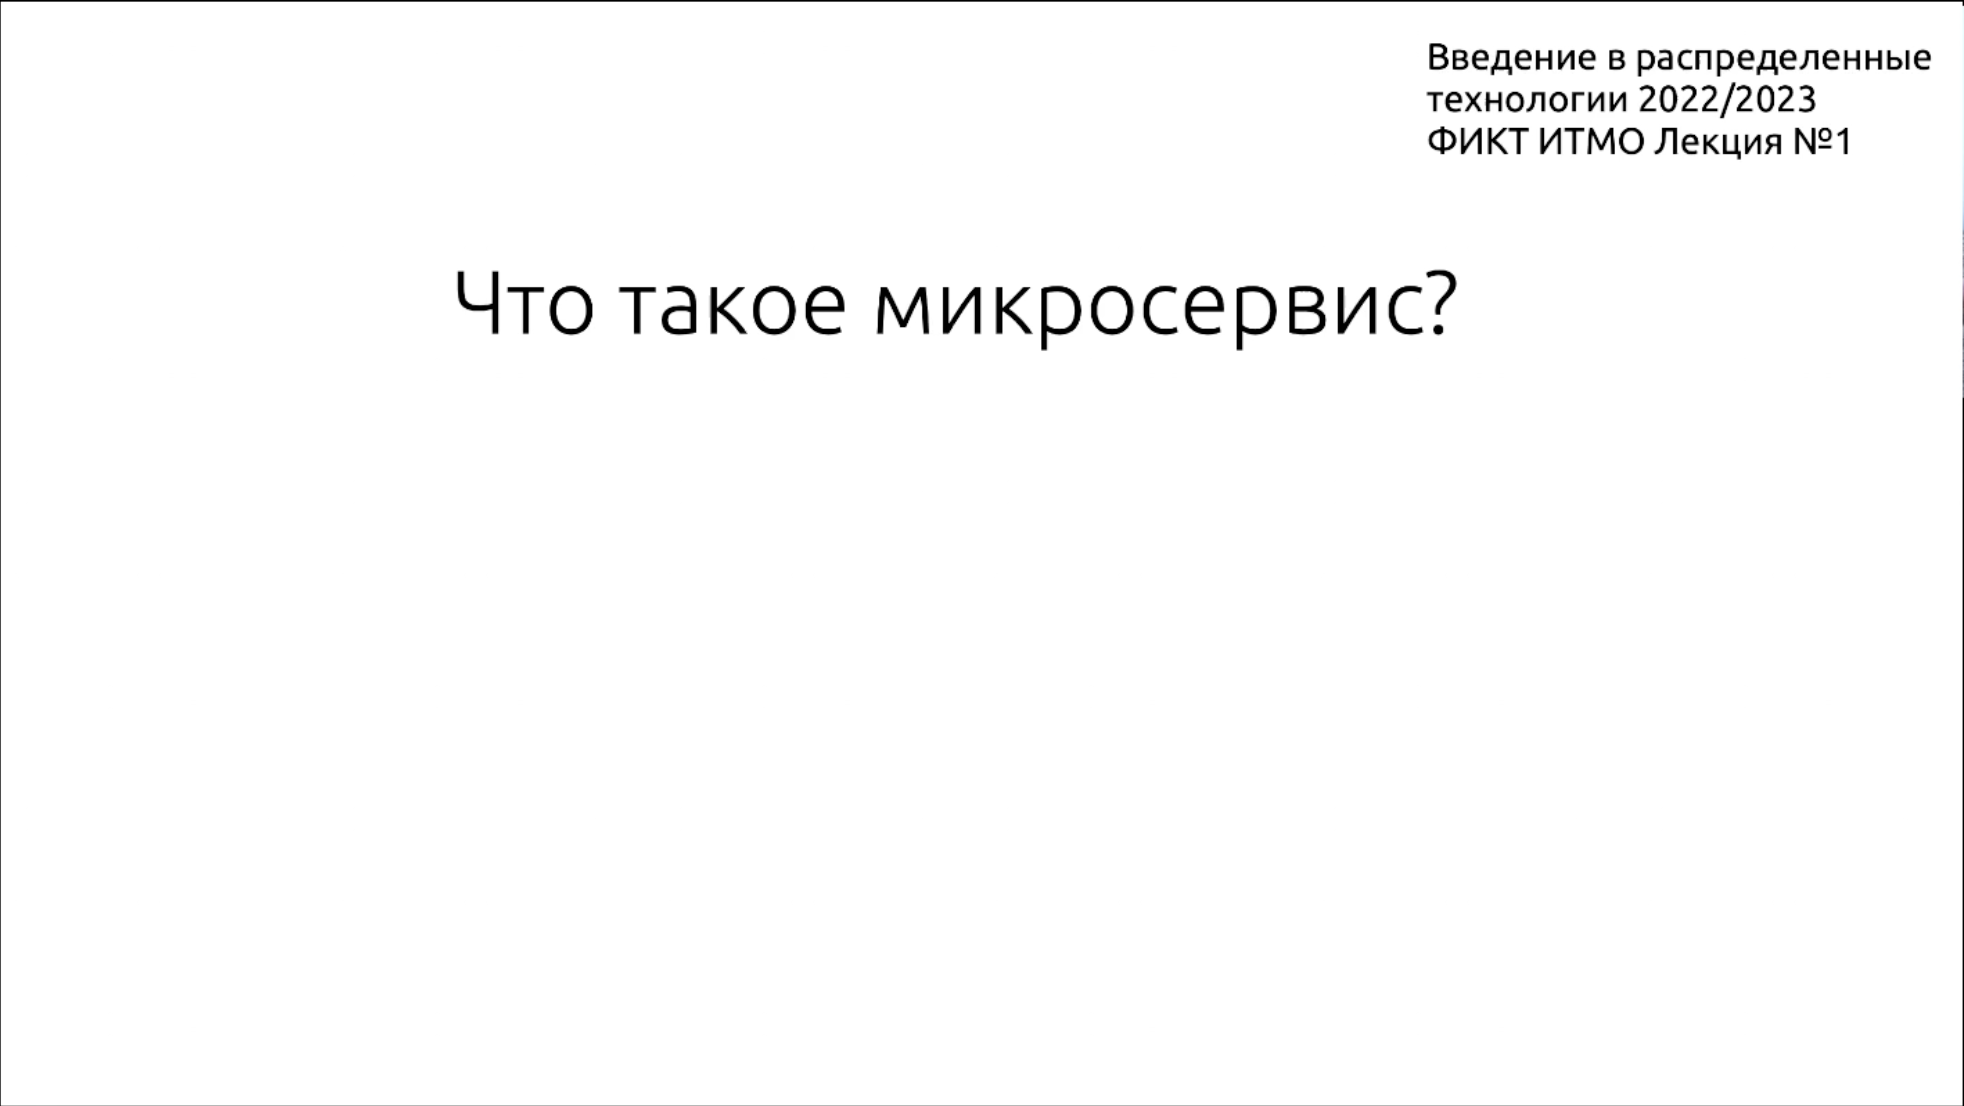 Введение в распределенные
технологии 2022/2023
ФИКТ ИТМО Лекция №1
Что такое микросервис?